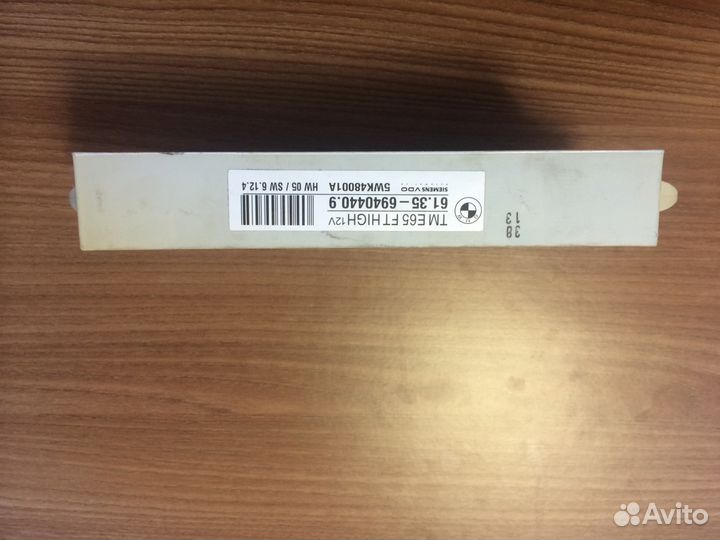 TM E65 FT HIGH 12V
61.35-6940440.9
SIEMENS VDO
5WK48001A
HW 05 / SW 6.12.4
13
38
Avito